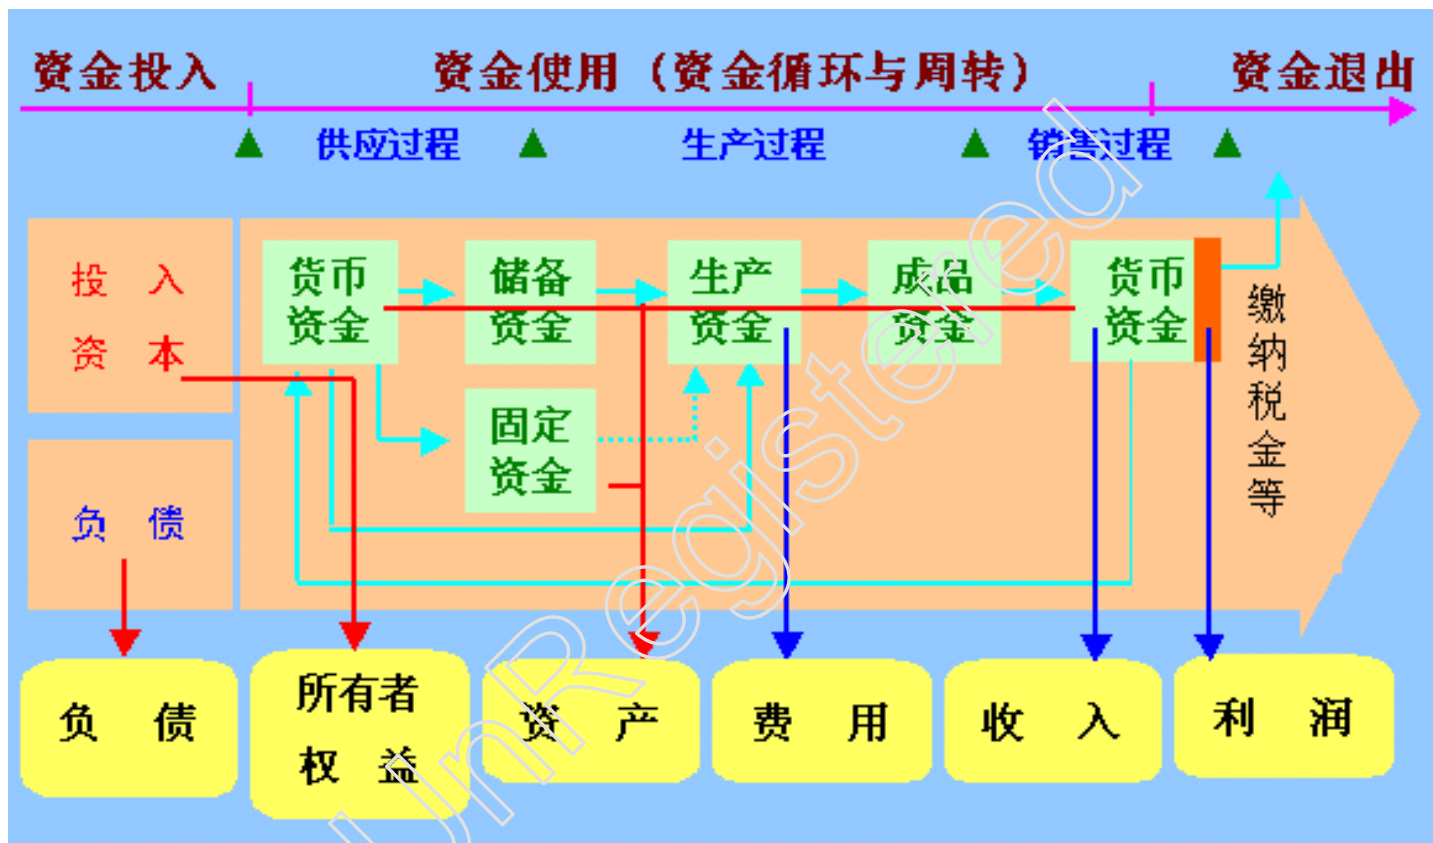 资金投入 资金使用（资金循环与周转） 资金退出
供应过程 生产过程 销售过程
投 入
资 本
负 债
货币
资金
储备
资金
生产
资金
成品
资金
货币
资金
固定
资金
缴
纳
税
金
等
负 债
所有者
权 益
资 产
费 用
收 入
利 润
UnRegistered